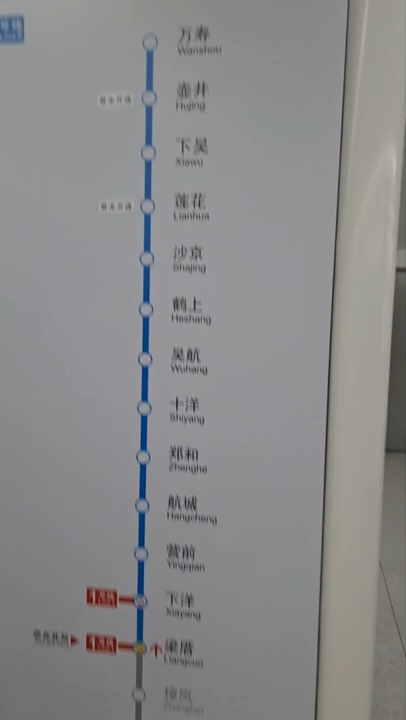 万寿
Wanshou
壶井
Hujing
下吴
Xiawu
莲花
Lianhua
沙京
Shajing
鹤上
Heshang
吴航
Wuhang
十洋
Shiyang
郑和
Zhenghe
航城
Hangcheng
营前
Yingqian
下洋
Xiayang
梁厝
Liangcuo